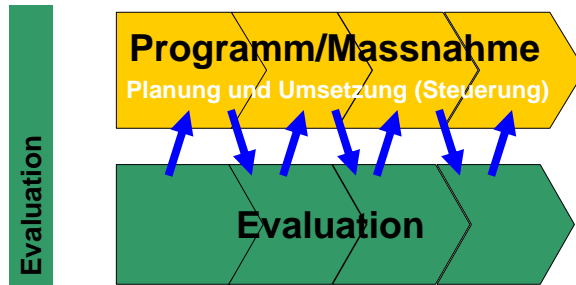 Programm/Massnahme
Planung und Umsetzung (Steuerung)
Evaluation
Evaluation